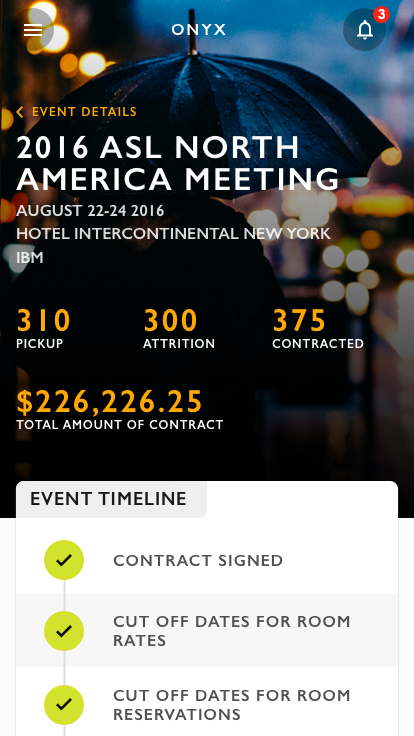 ONYX
3
EVENT DETAILS
2016 ASL NORTH
AMERICA MEETING
AUGUST 22-24 2016
HOTEL INTERCONTINENTAL NEW YORK
IBM
310 300 375
PICKUP ATTRITION CONTRACTED
$226,226.25
TOTAL AMOUNT OF CONTRACT
EVENT TIMELINE
CONTRACT SIGNED
CUT OFF DATES FOR ROOM
RATES
CUT OFF DATES FOR ROOM
RESERVATIONS